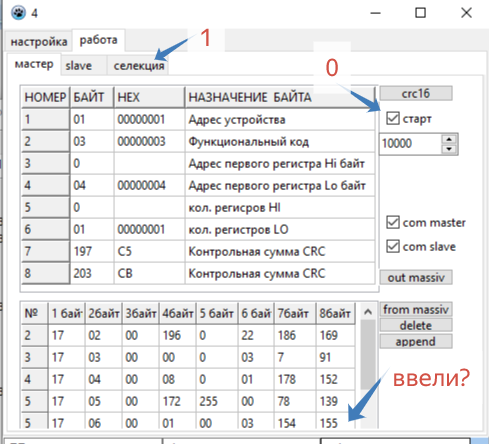 4
1
настройка работа
мастер slave селекция
0
НОМЕР БАЙТ HEX НАЗНАЧЕНИЕ БАЙТА
1 01 00000001 Адрес устройства
2 03 00000003 Функциональный код
3 0 Адрес первого регистра Hi байт
4 04 00000004 Адрес первого регистра Lo байт
5 0 кол. регисров HI
6 01 00000001 кол. регистров LO
7 197 C5 Контрольная сумма CRC
8 203 CB Контрольная сумма CRC
crc16
старт
10000
com master
com slave
out massiv
from massiv
delete
append
№ 1 байт 2байт 3байт 4байт 5 байт 6 байт 7байт 8байт
2 17 02 00 196 0 22 186 169
3 17 03 00 00 0 03 7 91
4 17 04 00 08 0 01 178 152
5 17 05 00 172 255 00 78 139
5 17 06 00 01 00 03 154 155
ввели?